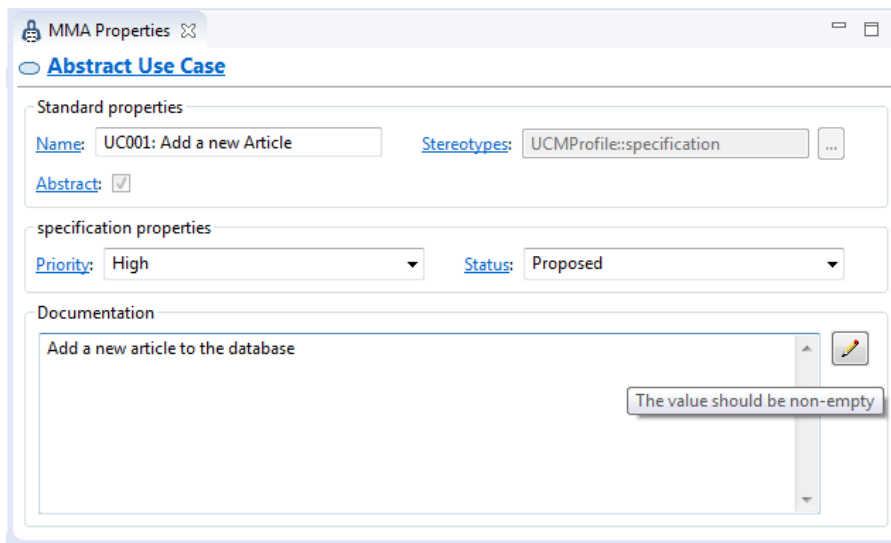 MMA Properties
Abstract Use Case
Standard properties
Name: UC001: Add a new Article Stereotypes: UCMProfile::specification ...
Abstract:
specification properties
Priority: High Status: Proposed
Documentation
Add a new article to the database
The value should be non-empty